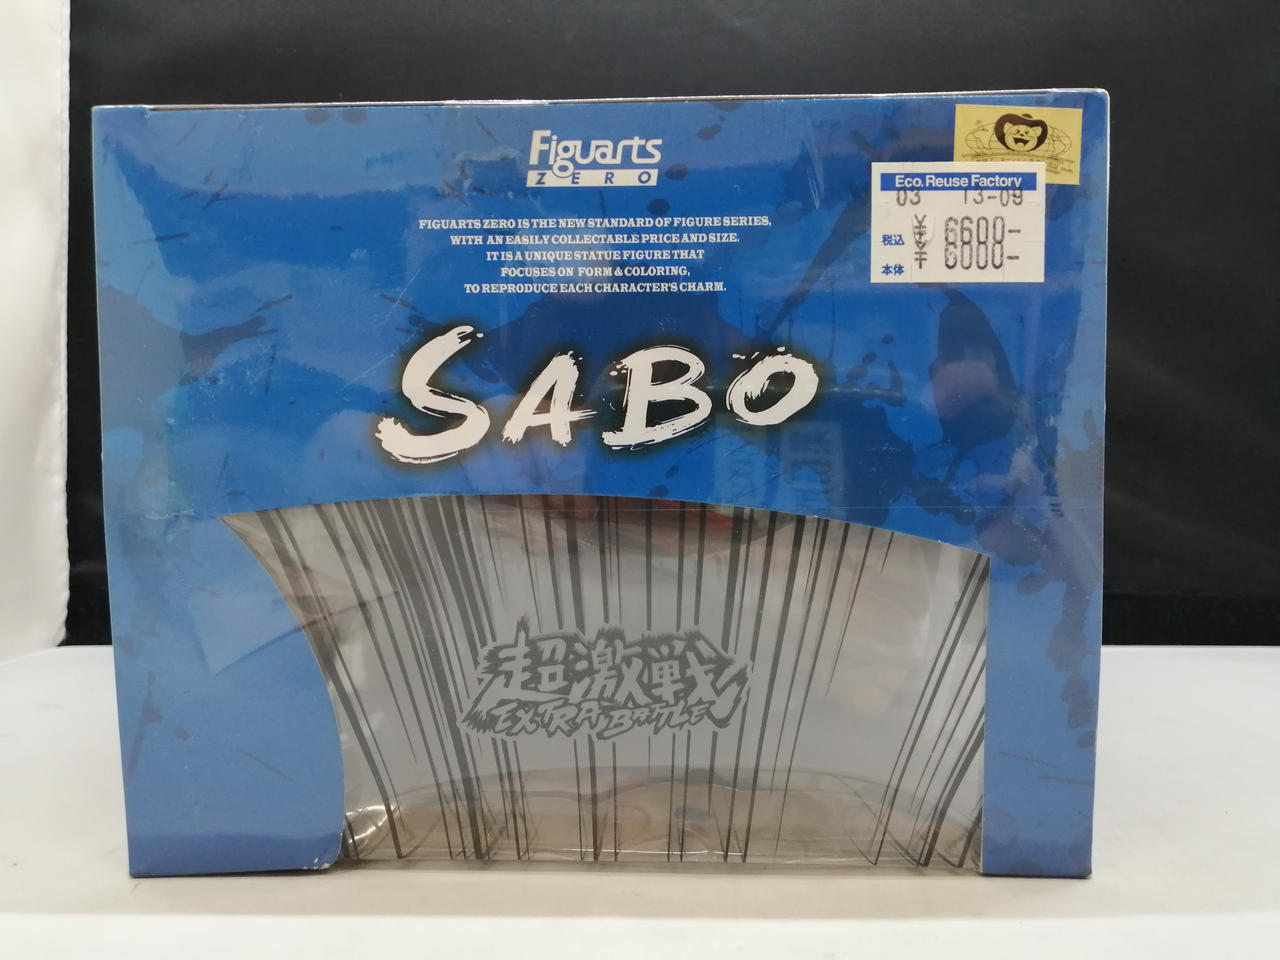 Figuarts
ZERO
FIGUARTS ZERO IS THE NEW STANDARD OF FIGURE SERIES,
WITH AN EASILY COLLECTABLE PRICE AND SIZE.
IT IS A UNIQUE STATUE FIGURE THAT
FOCUSES ON FORM & COLORING,
TO REPRODUCE EACH CHARACTER'S CHARM.
Eco.Reuse Factory
03 13-09
税込 ¥ 6600-
本体 ¥ 6000-
SABO
超激戦
EXTRA BATTLE